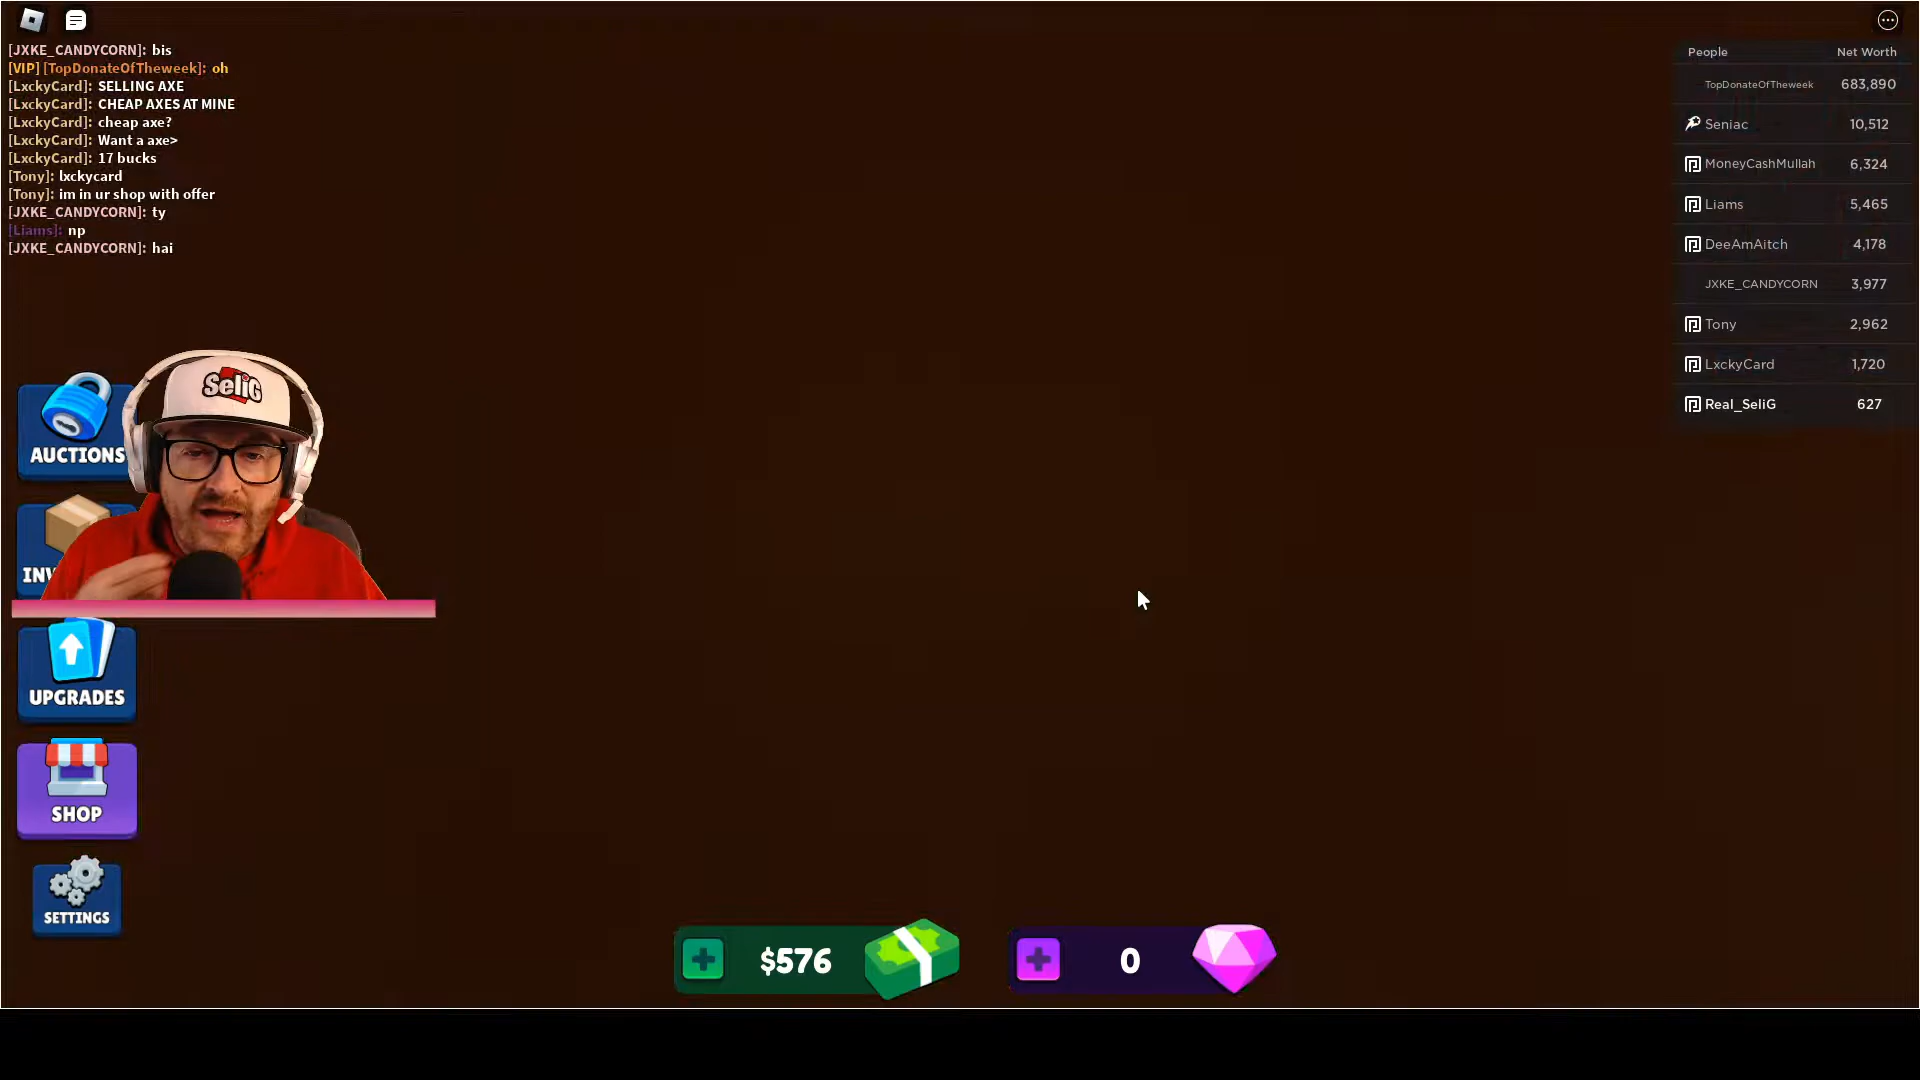 [JXKE_CANDYCORN]: bis
[VIP] [TopDonateOfTheweek]: oh
[LxckyCard]: SELLING AXE
[LxckyCard]: CHEAP AXES AT MINE
[LxckyCard]: cheap axe?
[LxckyCard]: Want a axe>
[LxckyCard]: 17 bucks
[Tony]: lxckycard
[Tony]: im in ur shop with offer
[JXKE_CANDYCORN]: ty
[Liams]: np
[JXKE_CANDYCORN]: hai
People Net Worth
TopDonateOfTheweek 683,890
Seniac 10,512
MoneyCashMullah 6,324
Liams 5,465
DeeAmAitch 4,178
JXKE_CANDYCORN 3,977
Tony 2,962
LxckyCard 1,720
Real_SeliG 627
SeliG
AUCTIONS
INV
UPGRADES
SHOP
SETTINGS
$576
0